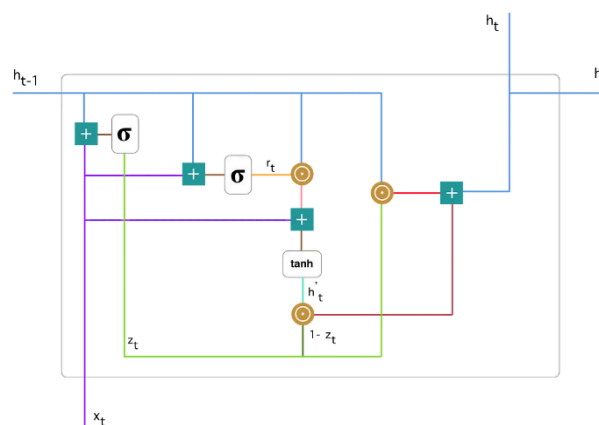 h_t
h_{t-1}
h
+
σ
+
σ
r_t
+
+
tanh
h'_t
z_t
1- z_t
x_t